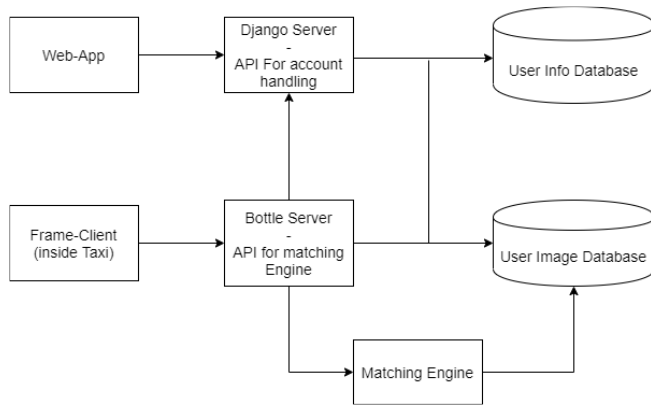 Web-App
Django Server
-
API For account
handling
User Info Database
Frame-Client
(inside Taxi)
Bottle Server
-
API for matching
Engine
User Image Database
Matching Engine